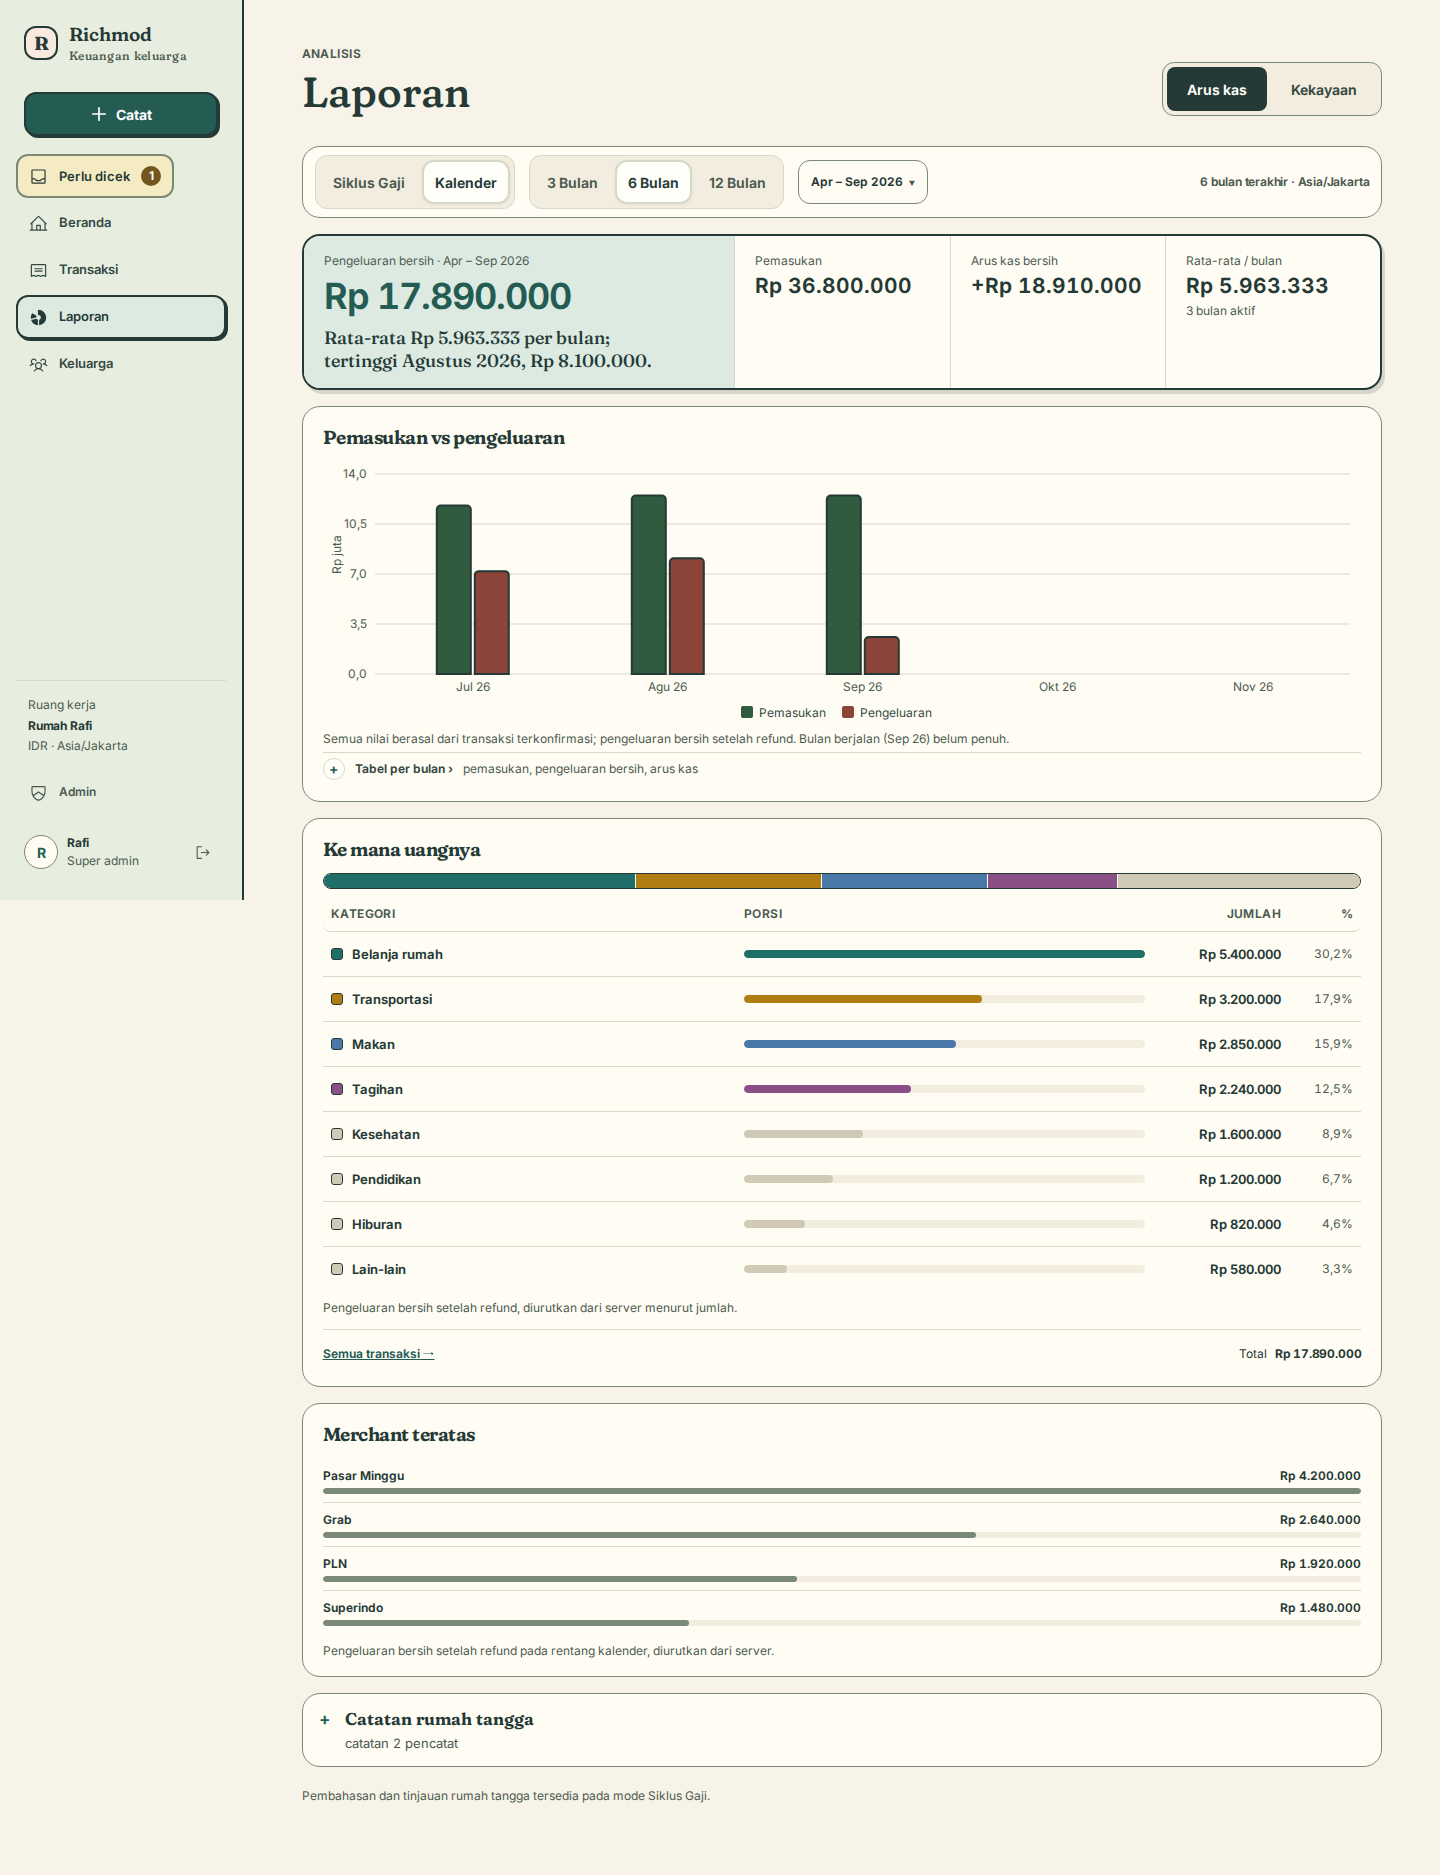 R
Richmod
Keuangan keluarga
+ Catat
Perlu dicek 1
Beranda
Transaksi
Laporan
Keluarga
Ruang kerja
Rumah Rafi
IDR · Asia/Jakarta
Admin
R
Rafi
Super admin
ANALISIS
Laporan
Arus kas Kekayaan
Siklus Gaji Kalender 3 Bulan 6 Bulan 12 Bulan Apr – Sep 2026 ▾ 6 bulan terakhir · Asia/Jakarta
Pengeluaran bersih · Apr – Sep 2026
Rp 17.890.000
Rata-rata Rp 5.963.333 per bulan;
tertinggi Agustus 2026, Rp 8.100.000.
Pemasukan
Rp 36.800.000
Arus kas bersih
+Rp 18.910.000
Rata-rata / bulan
Rp 5.963.333
3 bulan aktif
Pemasukan vs pengeluaran
Rp juta
14,0
10,5
7,0
3,5
0,0
Jul 26 Agu 26 Sep 26 Okt 26 Nov 26
Pemasukan Pengeluaran
Semua nilai berasal dari transaksi terkonfirmasi; pengeluaran bersih setelah refund. Bulan berjalan (Sep 26) belum penuh.
+ Tabel per bulan › pemasukan, pengeluaran bersih, arus kas
Ke mana uangnya
KATEGORI PORSI JUMLAH %
Belanja rumah Rp 5.400.000 30,2%
Transportasi Rp 3.200.000 17,9%
Makan Rp 2.850.000 15,9%
Tagihan Rp 2.240.000 12,5%
Kesehatan Rp 1.600.000 8,9%
Pendidikan Rp 1.200.000 6,7%
Hiburan Rp 820.000 4,6%
Lain-lain Rp 580.000 3,3%
Pengeluaran bersih setelah refund, diurutkan dari server menurut jumlah.
Semua transaksi → Total Rp 17.890.000
Merchant teratas
Pasar Minggu Rp 4.200.000
Grab Rp 2.640.000
PLN Rp 1.920.000
Superindo Rp 1.480.000
Pengeluaran bersih setelah refund pada rentang kalender, diurutkan dari server.
+ Catatan rumah tangga
catatan 2 pencatat
Pembahasan dan tinjauan rumah tangga tersedia pada mode Siklus Gaji.